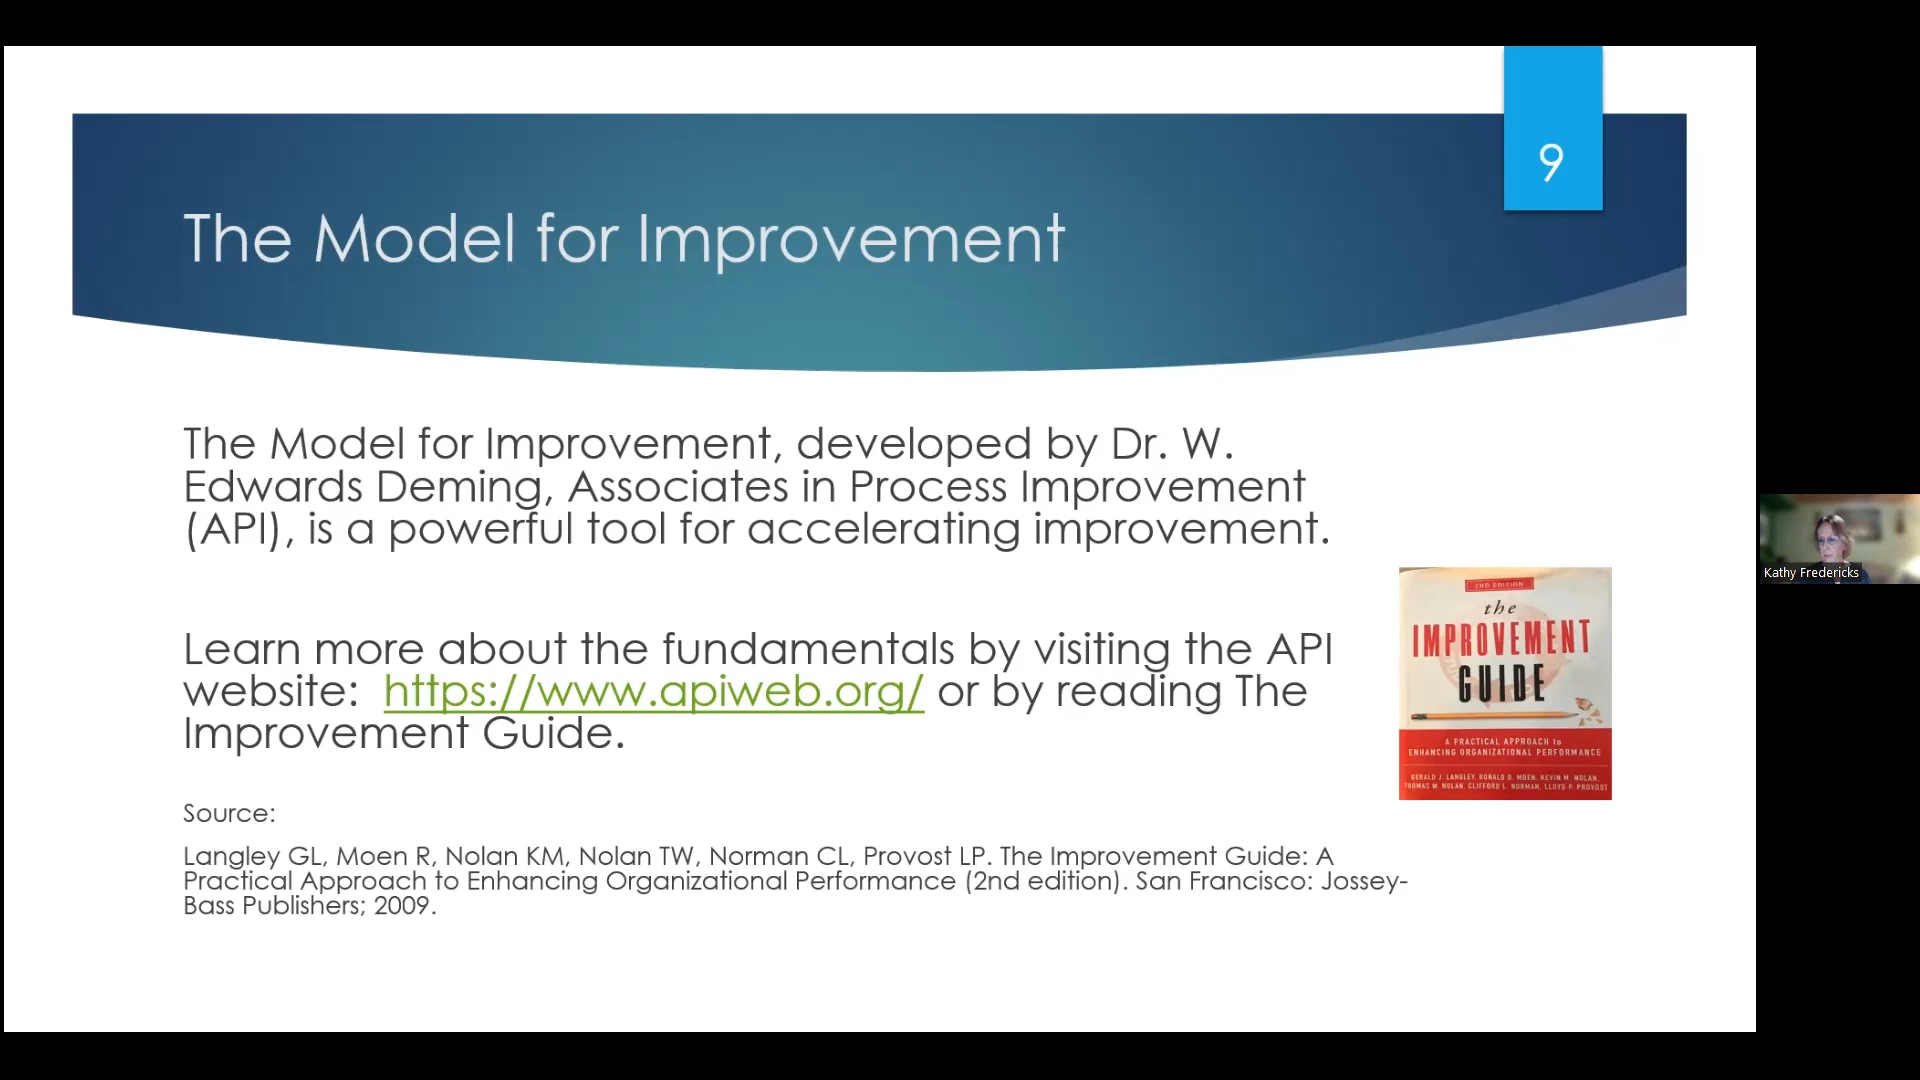 9
The Model for Improvement
The Model for Improvement, developed by Dr. W.
Edwards Deming, Associates in Process Improvement
(API), is a powerful tool for accelerating improvement.
Learn more about the fundamentals by visiting the API
website:  https://www.apiweb.org/ or by reading The
Improvement Guide.
2ND EDITION
the
IMPROVEMENT
GUIDE
A PRACTICAL APPROACH to
ENHANCING ORGANIZATIONAL PERFORMANCE
GERALD J. LANGLEY, RONALD D. MOEN, KEVIN M. NOLAN,
THOMAS W. NOLAN, CLIFFORD L. NORMAN, LLOYD P. PROVOST
Source:
Langley GL, Moen R, Nolan KM, Nolan TW, Norman CL, Provost LP. The Improvement Guide: A
Practical Approach to Enhancing Organizational Performance (2nd edition). San Francisco: Jossey-
Bass Publishers; 2009.
Kathy Fredericks